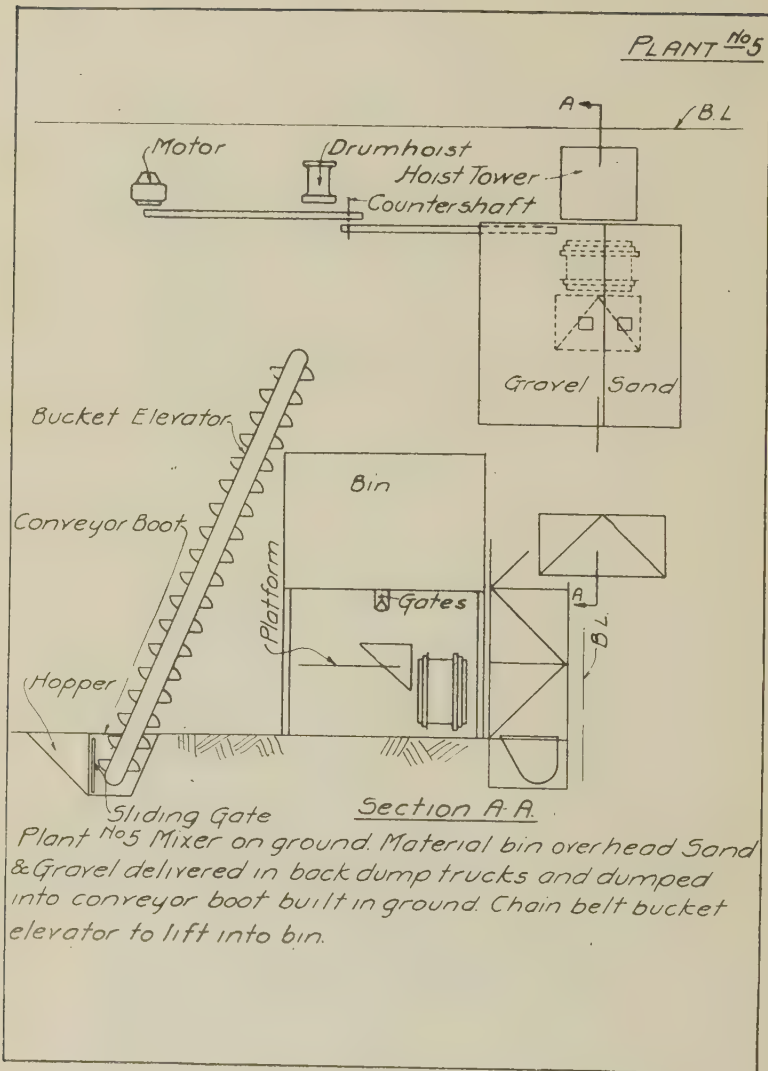 PLANT No 5
A
B.L
Motor
Drumhoist
Hoist Tower
Countershaft
Gravel Sand
Bucket Elevator
Bin
Conveyor Boot
Platform
Gates
A
B.L.
Hopper
Sliding Gate
Section A-A.
Plant No 5 Mixer on ground. Material bin overhead Sand
& Gravel delivered in back dump trucks and dumped
into conveyor boot built in ground. Chain belt bucket
elevator to lift into bin.